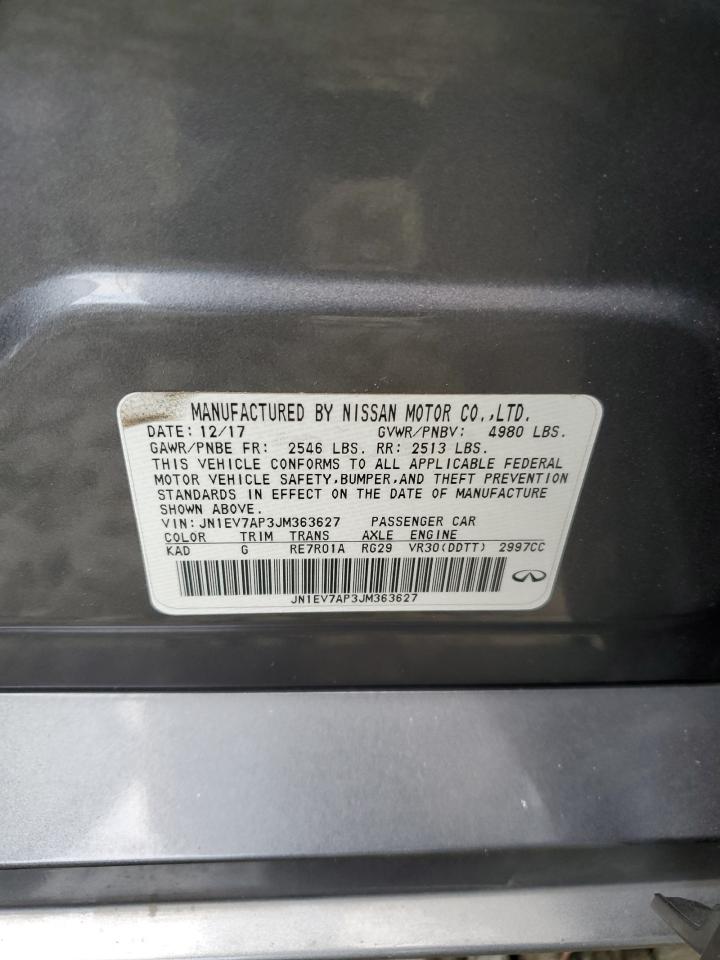 MANUFACTURED BY NISSAN MOTOR CO.,LTD.
DATE: 12/17 GVWR/PNBV: 4980 LBS.
GAWR/PNBE FR: 2546 LBS. RR: 2513 LBS.
THIS VEHICLE CONFORMS TO ALL APPLICABLE FEDERAL
MOTOR VEHICLE SAFETY,BUMPER,AND THEFT PREVENTION
STANDARDS IN EFFECT ON THE DATE OF MANUFACTURE
SHOWN ABOVE.
VIN: JN1EV7AP3JM363627 PASSENGER CAR
COLOR TRIM TRANS AXLE ENGINE
KAD G RE7R01A RG29 VR30(DDTT) 2997CC
JN1EV7AP3JM363627